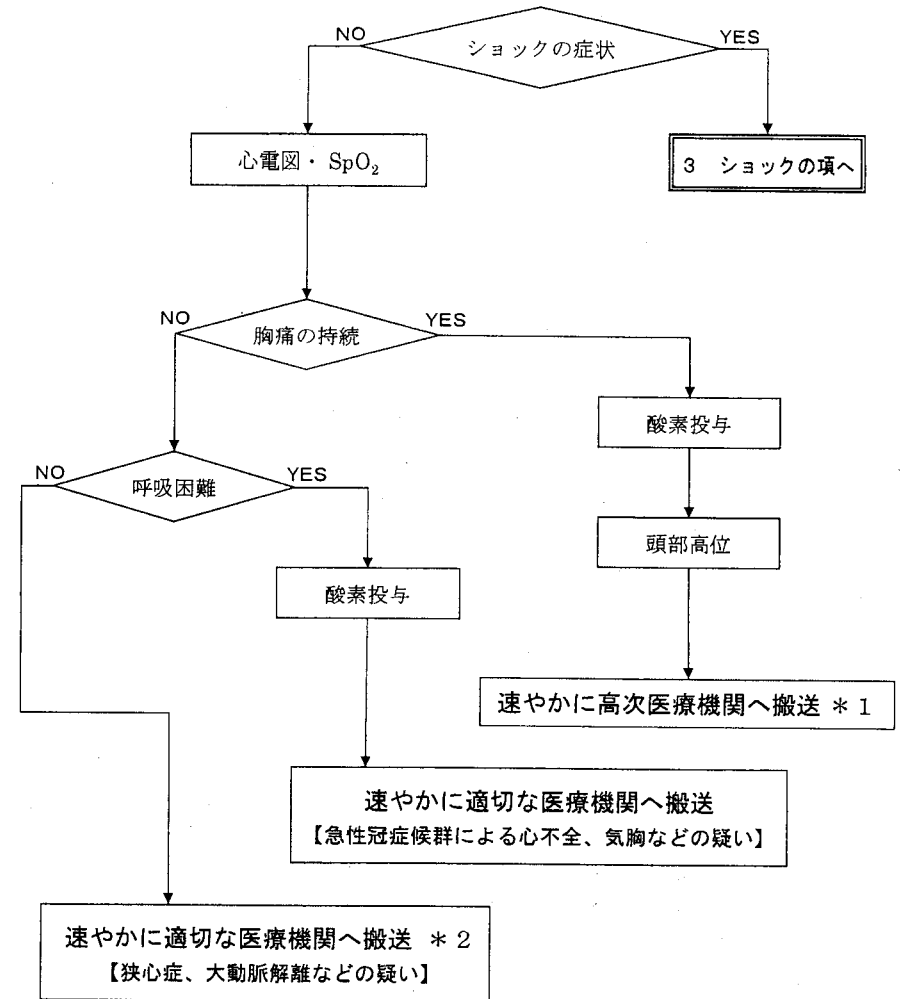 ショックの症状
NO
YES
心電図・SpO₂
3 ショックの項へ
胸痛の持続
NO
YES
酸素投与
呼吸困難
NO
YES
頭部高位
酸素投与
速やかに高次医療機関へ搬送 *1
速やかに適切な医療機関へ搬送
【急性冠症候群による心不全、気胸などの疑い】
速やかに適切な医療機関へ搬送 *2
【狭心症、大動脈解離などの疑い】